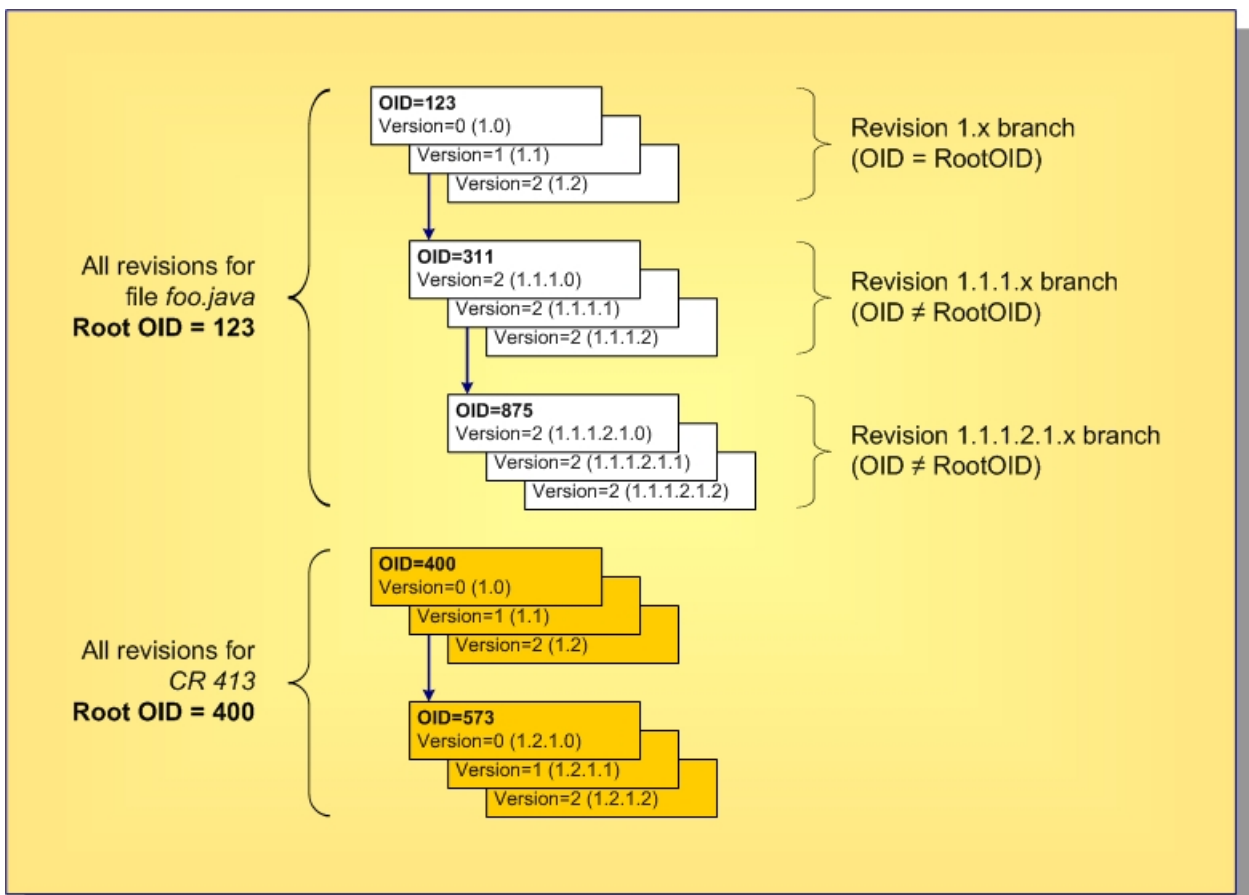 OID=123
Version=0 (1.0)
Version=1 (1.1)
Version=2 (1.2)
Revision 1.x branch
(OID = RootOID)
All revisions for
file foo.java
Root OID = 123
OID=311
Version=2 (1.1.1.0)
Version=2 (1.1.1.1)
Version=2 (1.1.1.2)
Revision 1.1.1.x branch
(OID ≠ RootOID)
OID=875
Version=2 (1.1.1.2.1.0)
Version=2 (1.1.1.2.1.1)
Version=2 (1.1.1.2.1.2)
Revision 1.1.1.2.1.x branch
(OID ≠ RootOID)
OID=400
Version=0 (1.0)
Version=1 (1.1)
Version=2 (1.2)
All revisions for
CR 413
Root OID = 400
OID=573
Version=0 (1.2.1.0)
Version=1 (1.2.1.1)
Version=2 (1.2.1.2)